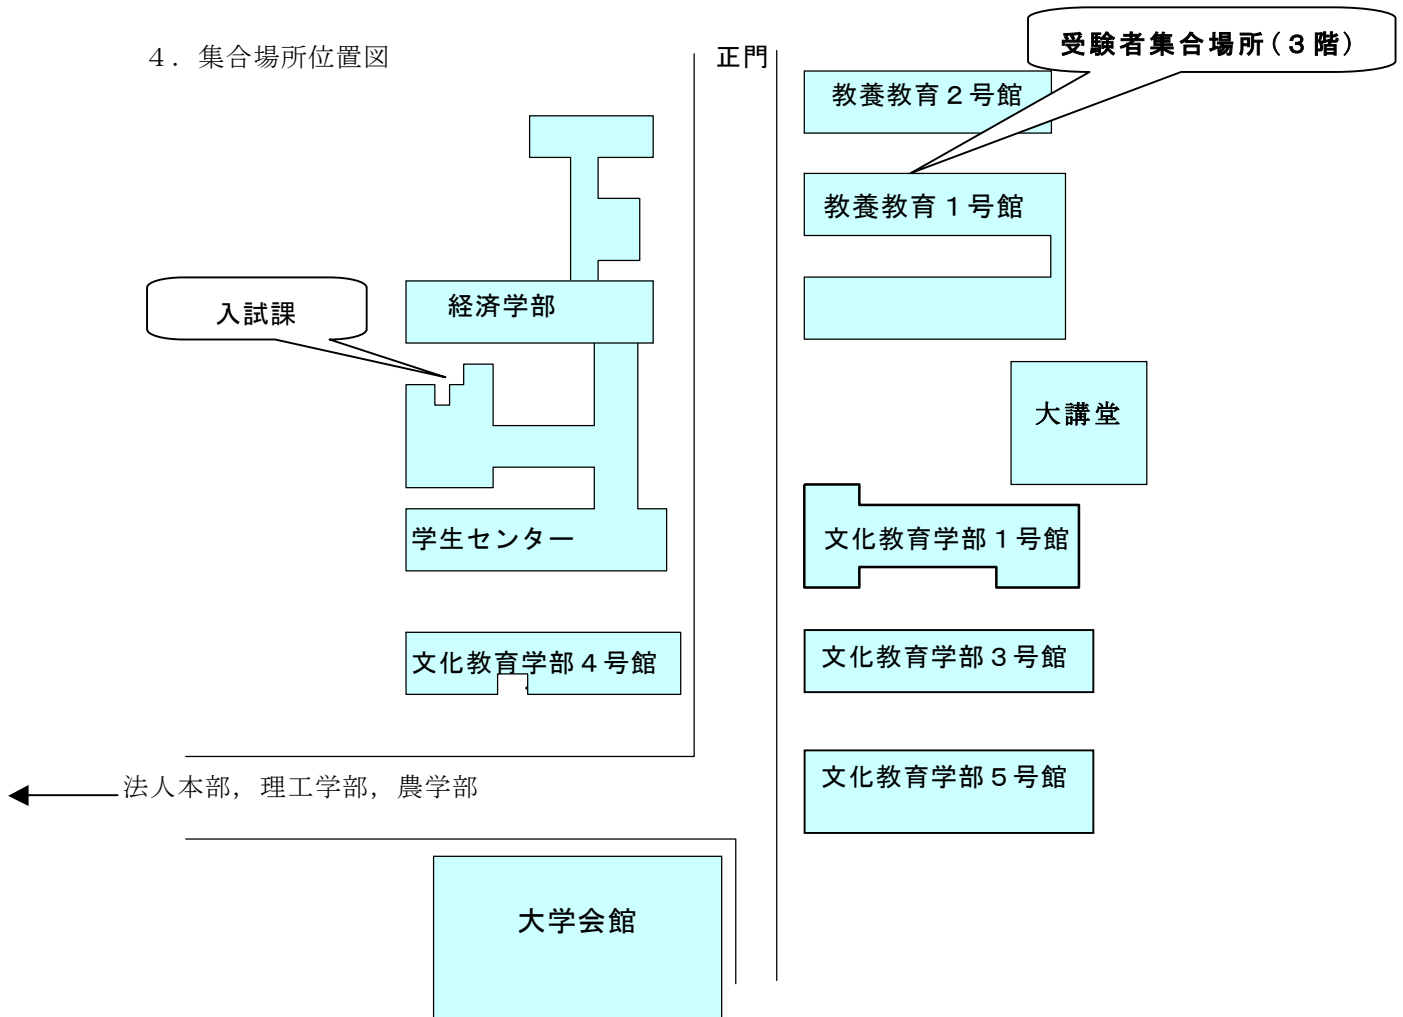 ４．集合場所位置図
正門
受験者集合場所（３階）
教養教育２号館
教養教育１号館
経済学部
入試課
大講堂
学生センター
文化教育学部１号館
文化教育学部４号館
文化教育学部３号館
文化教育学部５号館
法人本部，理工学部，農学部
大学会館